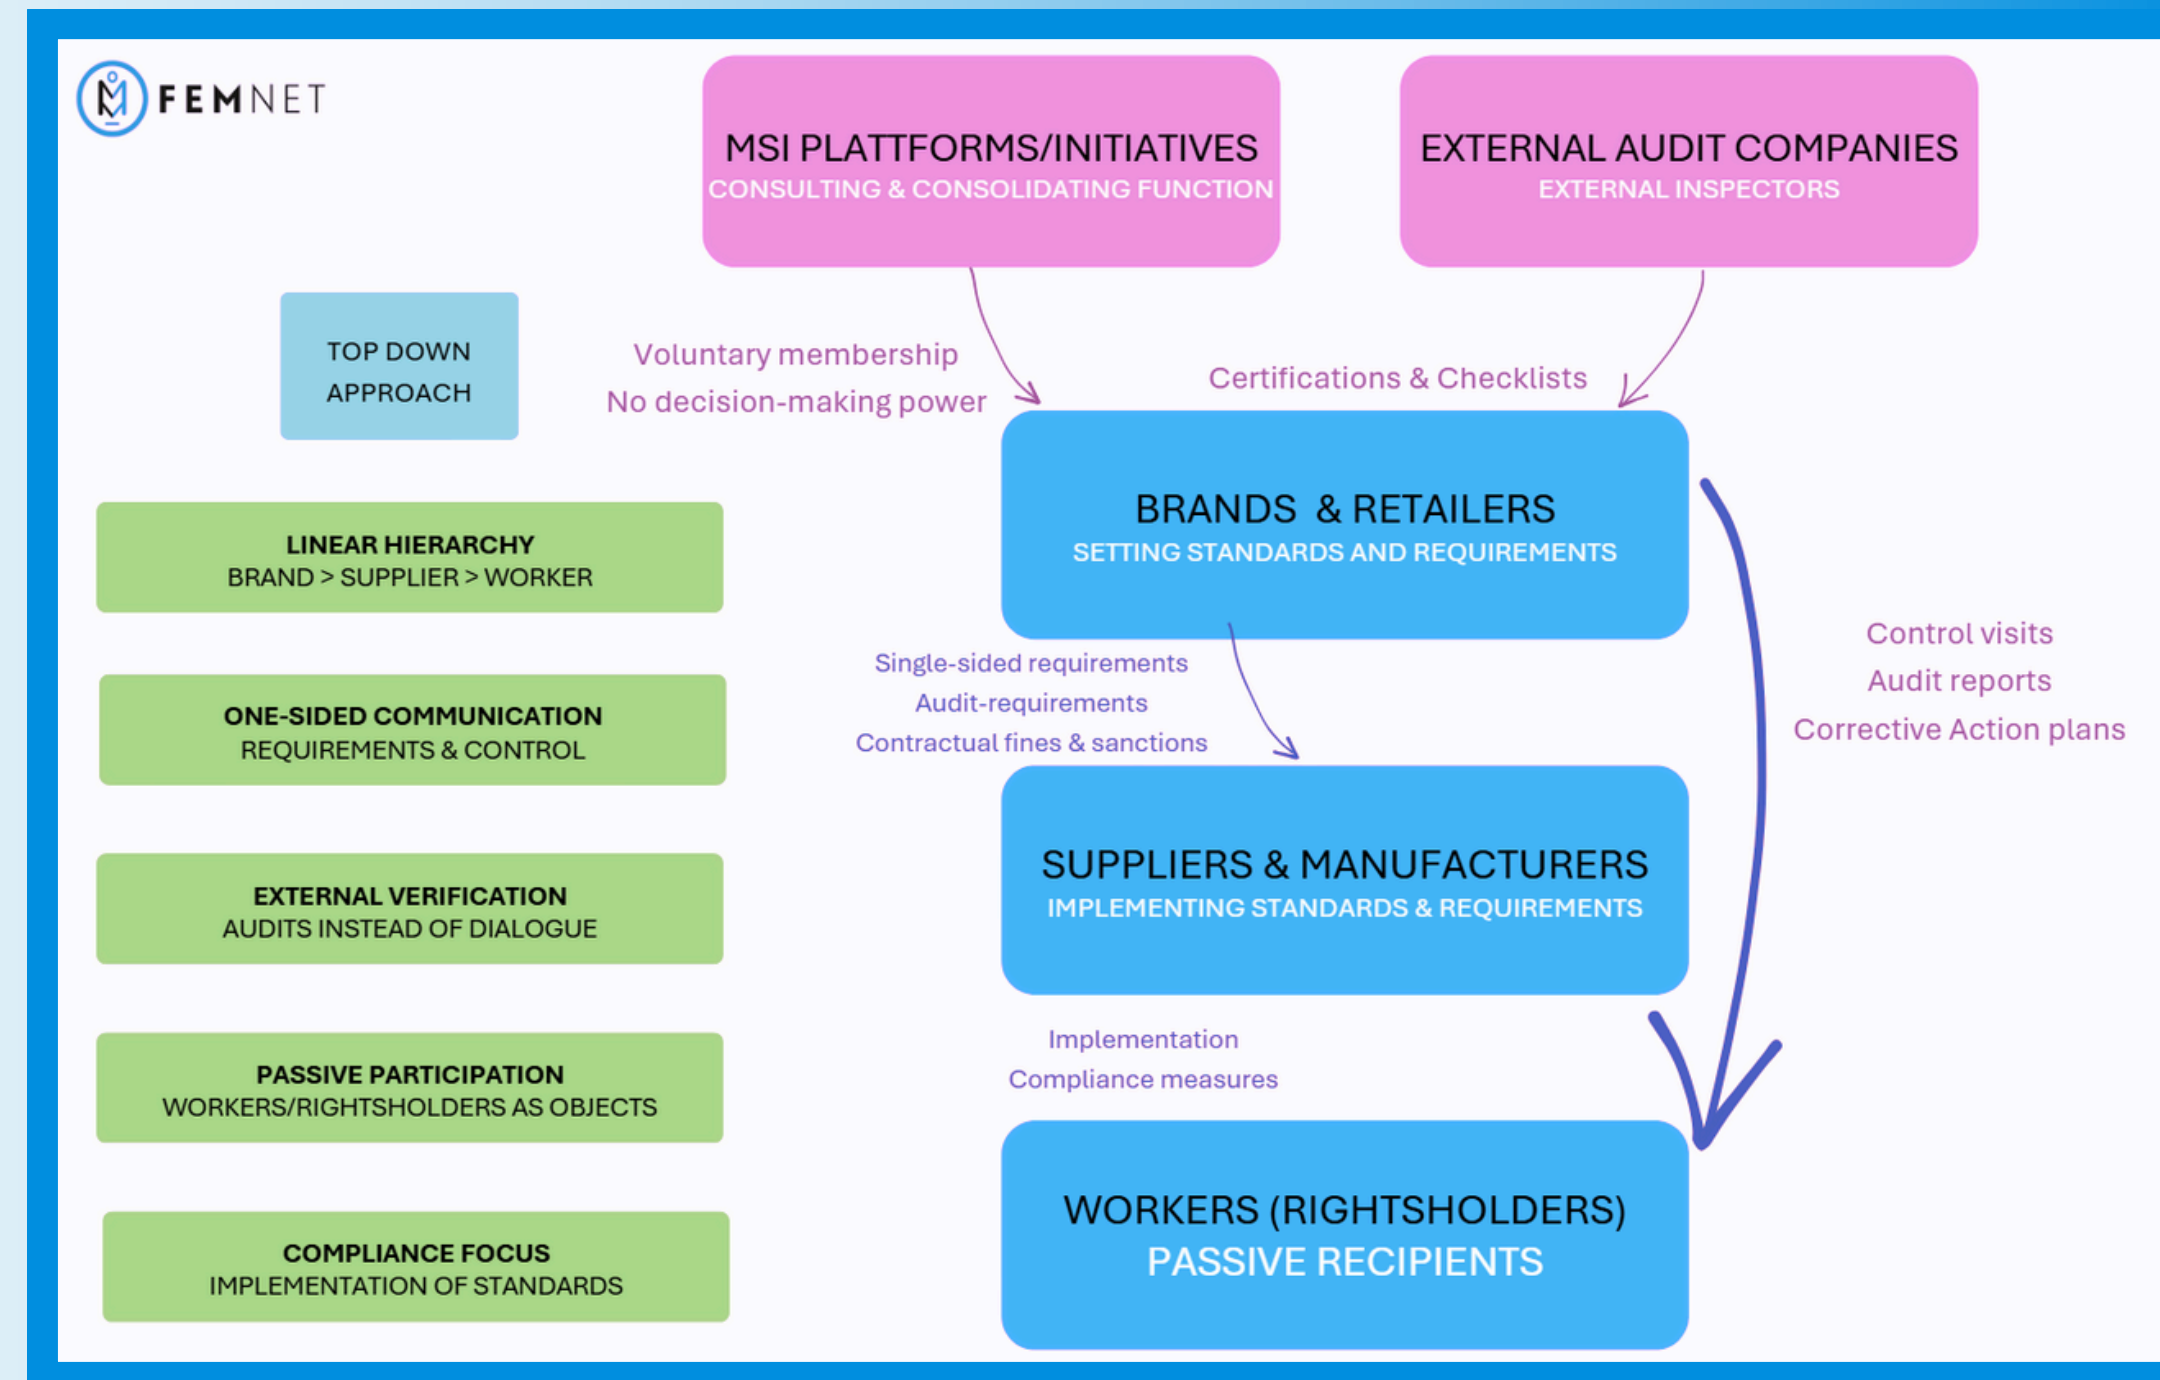 FEMNET
MSI PLATTFORMS/INITIATIVES
CONSULTING & CONSOLIDATING FUNCTION
EXTERNAL AUDIT COMPANIES
EXTERNAL INSPECTORS
TOP DOWN
APPROACH
Voluntary membership
No decision-making power
Certifications & Checklists
LINEAR HIERARCHY
BRAND > SUPPLIER > WORKER
ONE-SIDED COMMUNICATION
REQUIREMENTS & CONTROL
EXTERNAL VERIFICATION
AUDITS INSTEAD OF DIALOGUE
PASSIVE PARTICIPATION
WORKERS/RIGHTSHOLDERS AS OBJECTS
COMPLIANCE FOCUS
IMPLEMENTATION OF STANDARDS
BRANDS & RETAILERS
SETTING STANDARDS AND REQUIREMENTS
Single-sided requirements
Audit-requirements
Contractual fines & sanctions
Control visits
Audit reports
Corrective Action plans
SUPPLIERS & MANUFACTURERS
IMPLEMENTING STANDARDS & REQUIREMENTS
Implementation
Compliance measures
WORKERS (RIGHTSHOLDERS)
PASSIVE RECIPIENTS